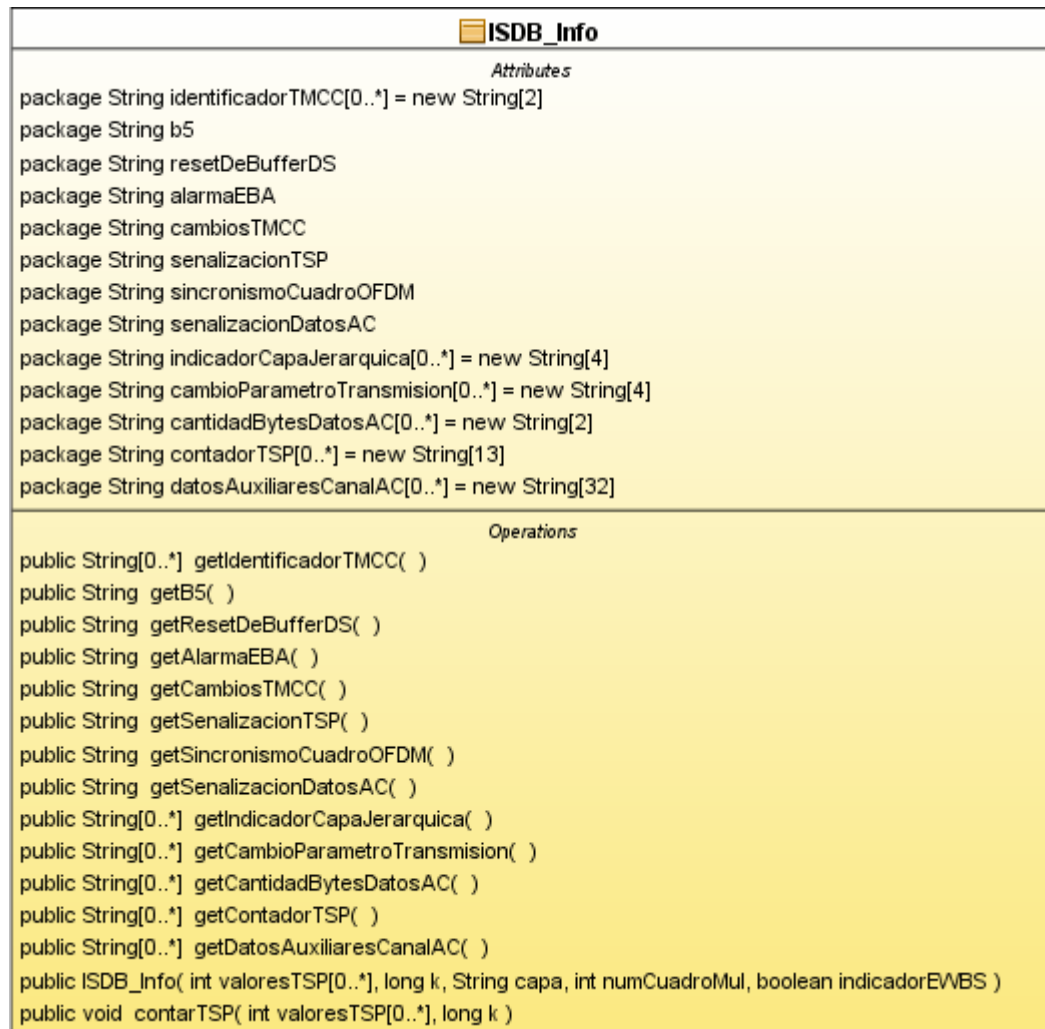 ISDB_Info
Attributes
package String identificadorTMCC[0..*] = new String[2]
package String b5
package String resetDeBufferDS
package String alarmaEBA
package String cambiosTMCC
package String senalizacionTSP
package String sincronismoCuadroOFDM
package String senalizacionDatosAC
package String indicadorCapaJerarquica[0..*] = new String[4]
package String cambioParametroTransmision[0..*] = new String[4]
package String cantidadBytesDatosAC[0..*] = new String[2]
package String contadorTSP[0..*] = new String[13]
package String datosAuxiliaresCanalAC[0..*] = new String[32]
Operations
public String[0..*] getIdentificadorTMCC( )
public String getB5( )
public String getResetDeBufferDS( )
public String getAlarmaEBA( )
public String getCambiosTMCC( )
public String getSenalizacionTSP( )
public String getSincronismoCuadroOFDM( )
public String getSenalizacionDatosAC( )
public String[0..*] getIndicadorCapaJerarquica( )
public String[0..*] getCambioParametroTransmision( )
public String[0..*] getCantidadBytesDatosAC( )
public String[0..*] getContadorTSP( )
public String[0..*] getDatosAuxiliaresCanalAC( )
public ISDB_Info( int valoresTSP[0..*], long k, String capa, int numCuadroMul, boolean indicadorEWBS )
public void contarTSP( int valoresTSP[0..*], long k )